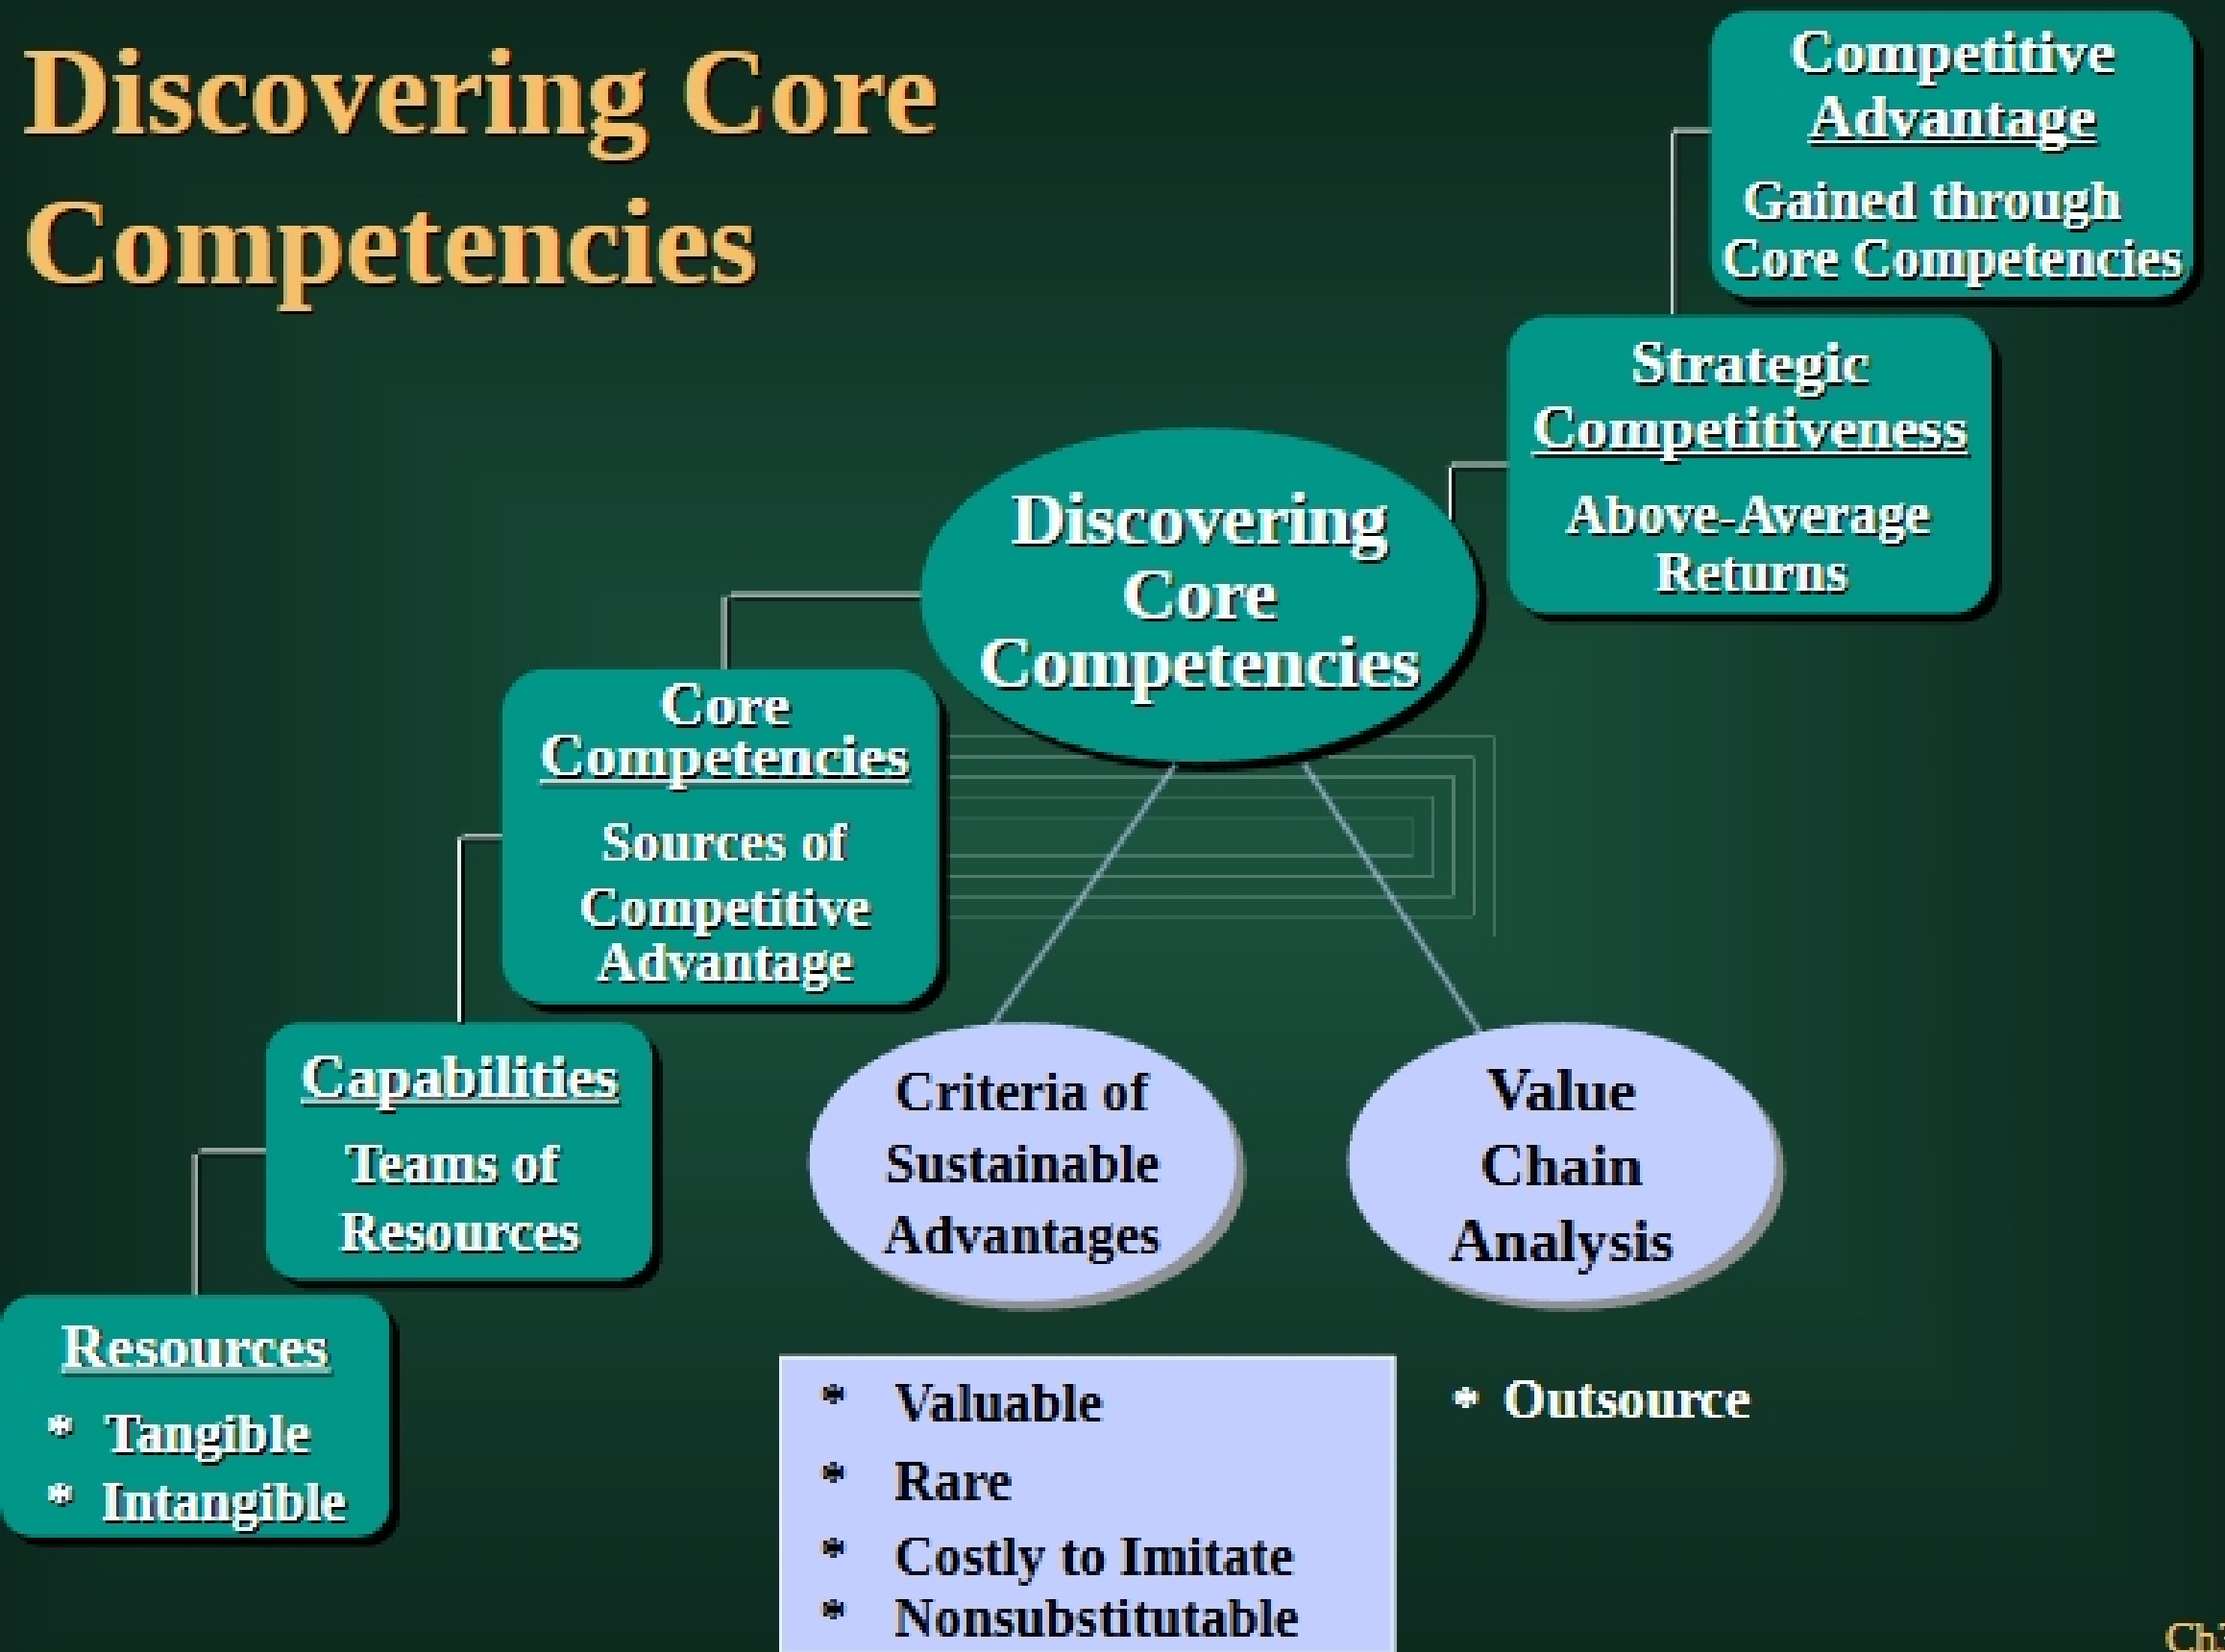 Discovering Core
Competencies
Competitive
Advantage
Gained through
Core Competencies
Strategic
Competitiveness
Above-Average
Returns
Discovering
Core
Competencies
Core
Competencies
Sources of
Competitive
Advantage
Capabilities
Teams of
Resources
Resources
* Tangible
* Intangible
Criteria of
Sustainable
Advantages
* Valuable
* Rare
* Costly to Imitate
* Nonsubstitutable
Value
Chain
Analysis
* Outsource